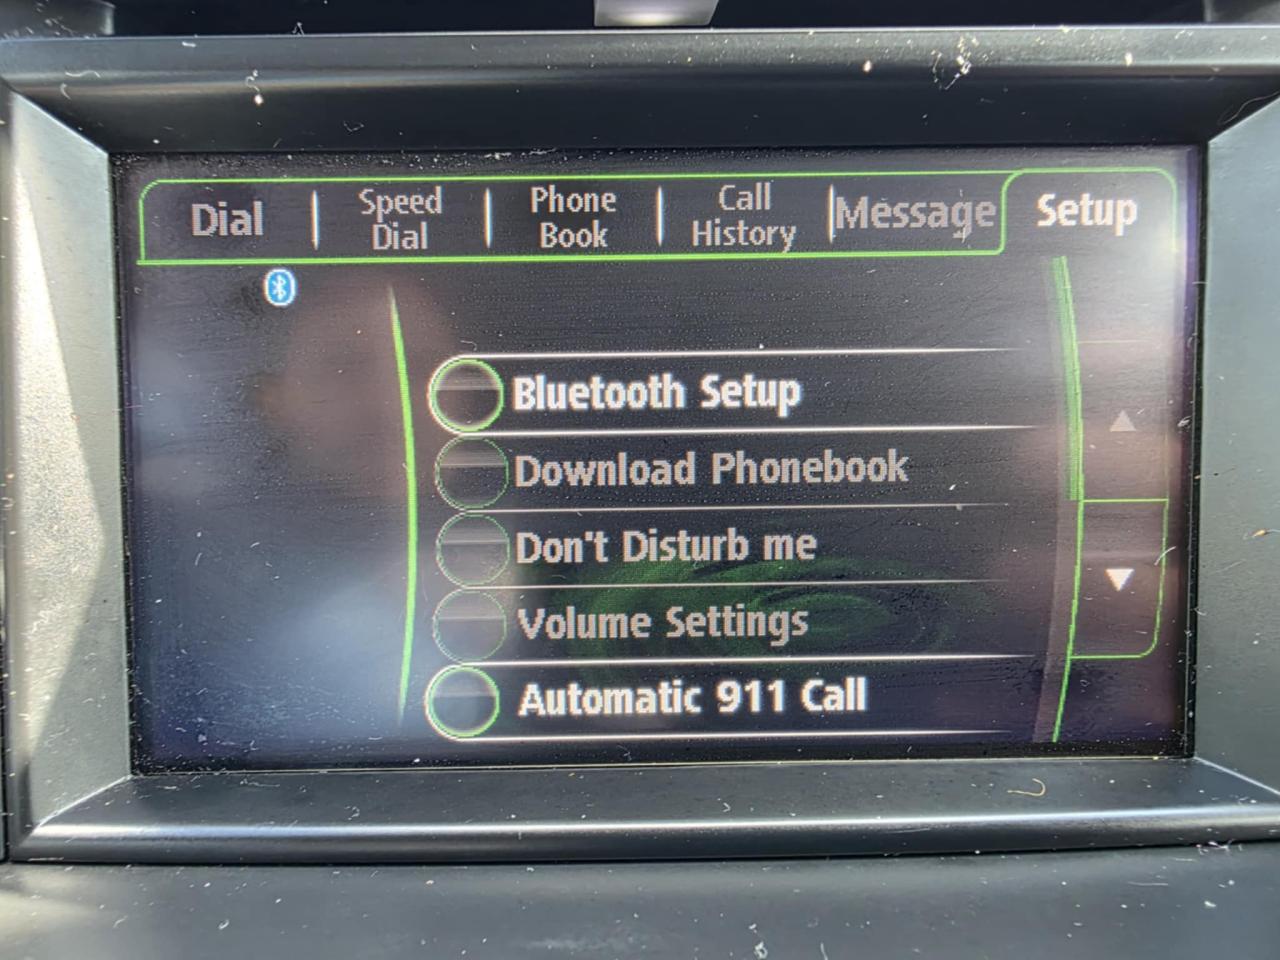 Dial
Speed
Dial
Phone
Book
Call
History
Message
Setup
Bluetooth Setup
Download Phonebook
Don't Disturb me
Volume Settings
Automatic 911 Call